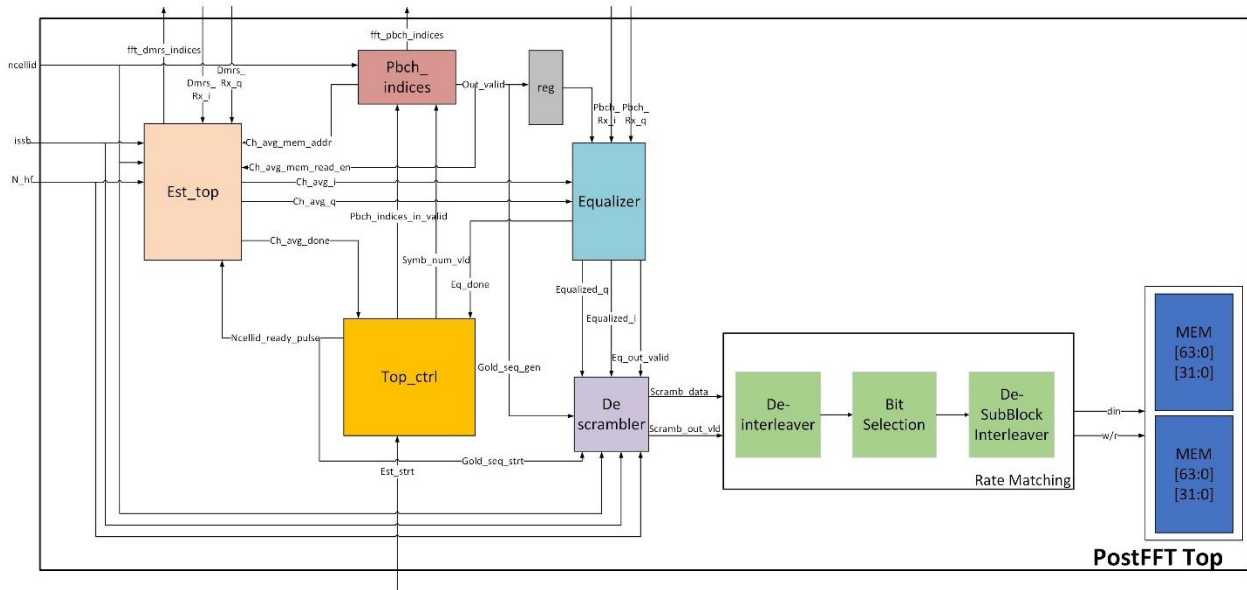 fft_dmrs_indices
Dmrs_
Rx_i
Dmrs_
Rx_q
fft_pbch_indices
ncellid
Pbch_
indices
Out_valid
reg
Pbch_
Rx_i
Pbch_
Rx_q
issb
Ch_avg_mem_addr
Ch_avg_mem_read_en
N_hf
Est_top
Ch_avg_i
Ch_avg_q
Equalizer
Pbch_indices_in_valid
Ch_avg_done
Symb_num_vld
Eq_done
Equalized_q
Equalized_i
Eq_out_valid
Ncellid_ready_pulse
Top_ctrl
Gold_seq_gen
De
scrambler
Scramb_data
Scramb_out_vld
Gold_seq_strt
Est_strt
De-
interleaver
Bit
Selection
De-
SubBlock
Interleaver
Rate Matching
din
w/r
MEM
[63:0]
[31:0]
MEM
[63:0]
[31:0]
PostFFT Top